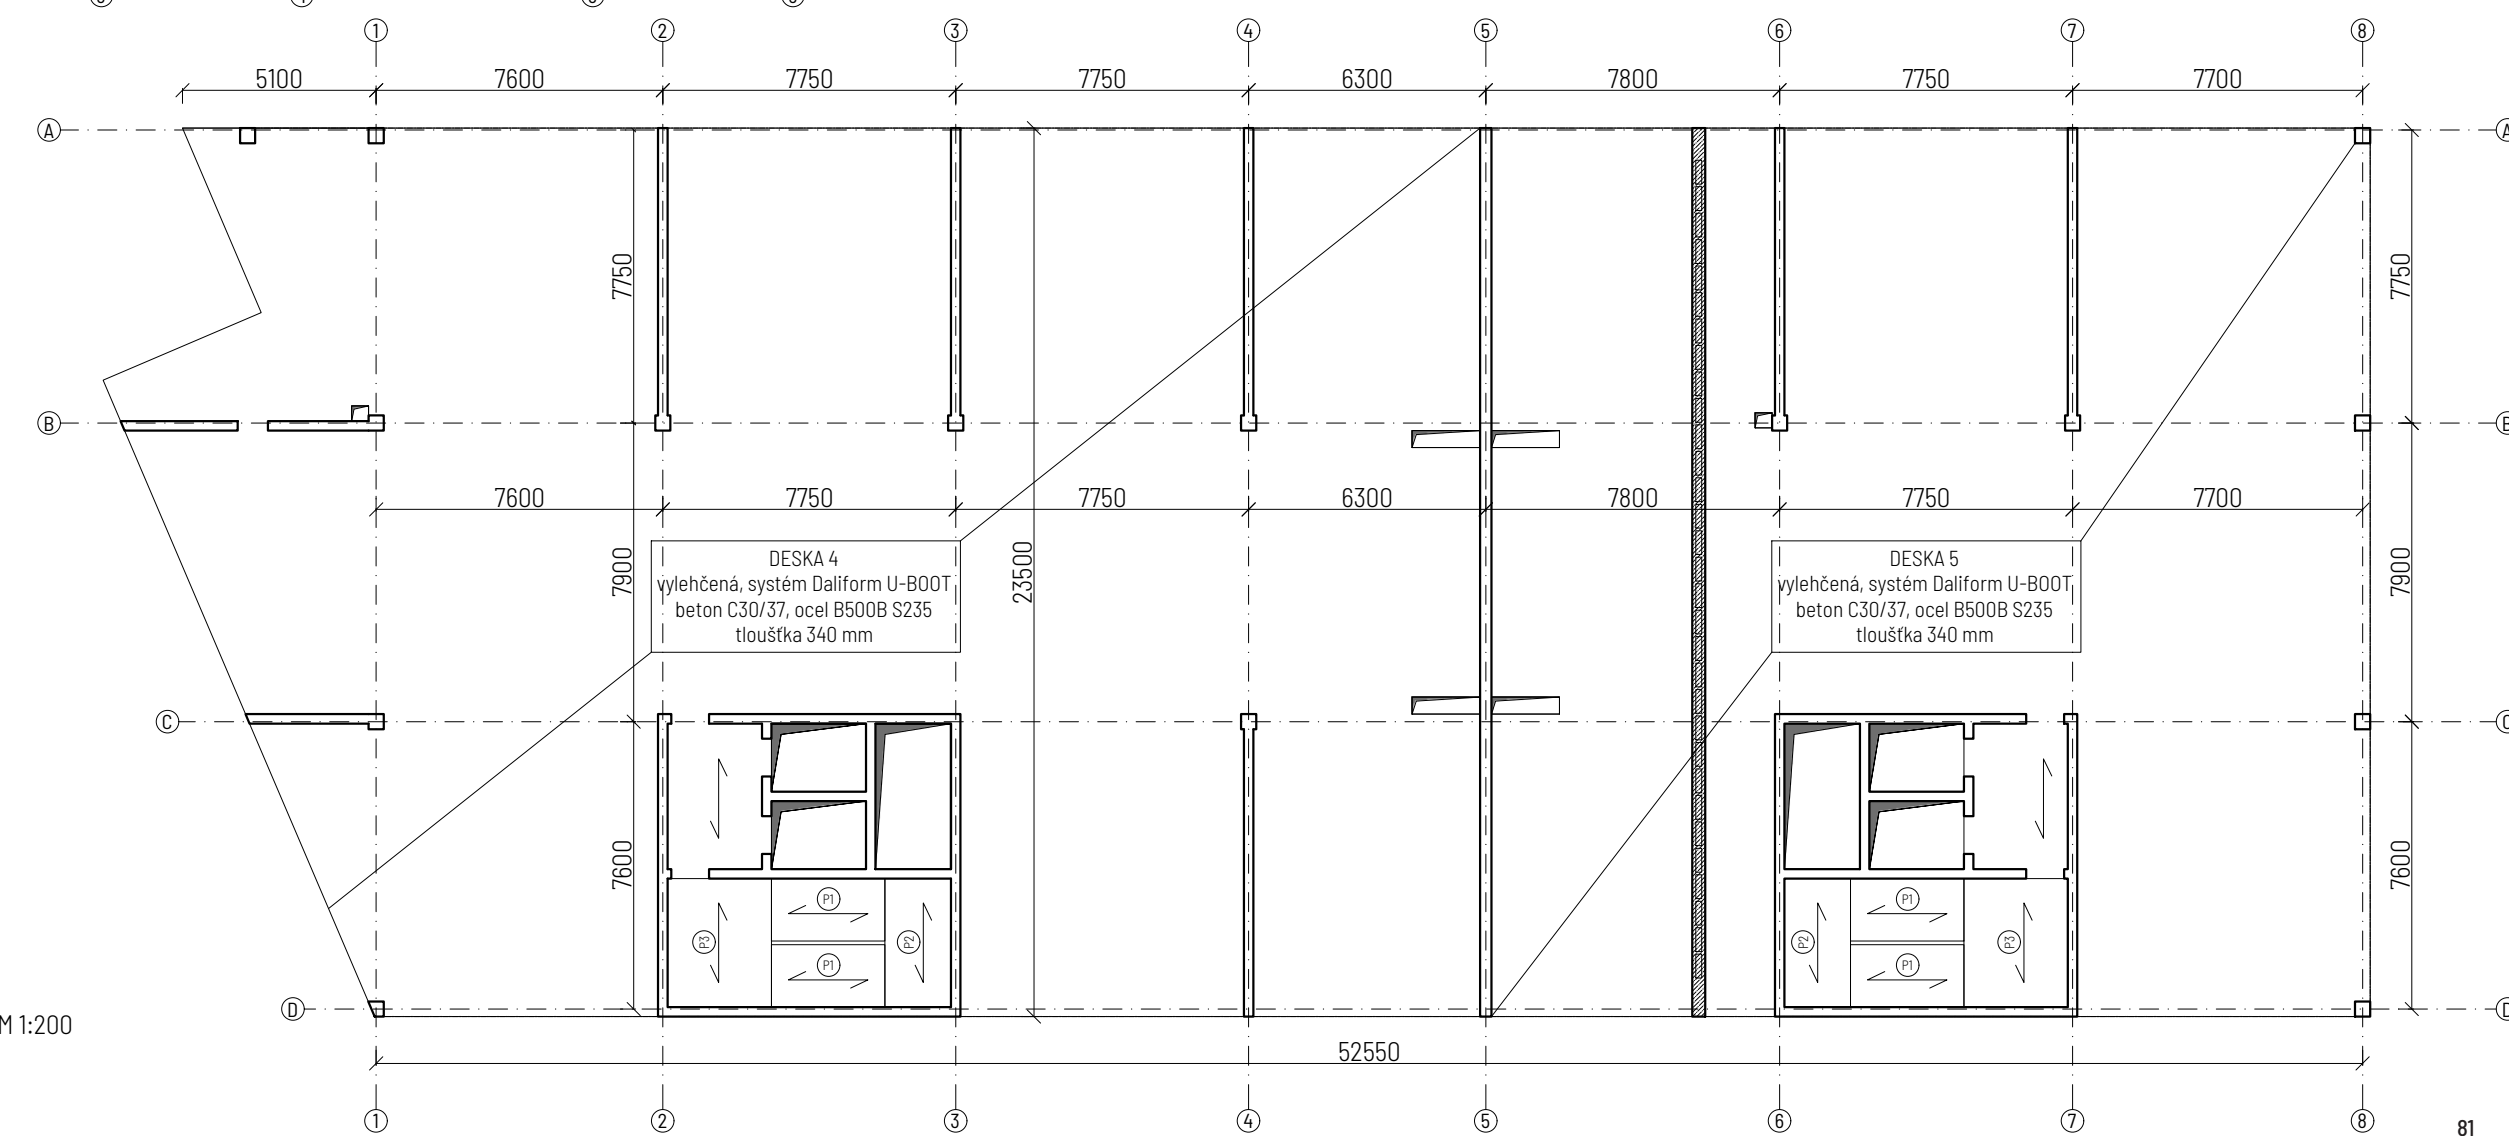 1 2 3 4 5 6 7 8
5100 7600 7750 7750 6300 7800 7750 7700
A A
7750 7750
B B
7600 7750 7750 6300 7800 7750 7700
7900 23500 7900
DESKA 4
vylehčená, systém Daliform U-BOOT
beton C30/37, ocel B500B S235
tloušťka 340 mm
DESKA 5
vylehčená, systém Daliform U-BOOT
beton C30/37, ocel B500B S235
tloušťka 340 mm
C C
7600 7600
P1 P1
P3 P2 P2 P3
P1 P1
D D
M 1:200
52550
1 2 3 4 5 6 7 8
81